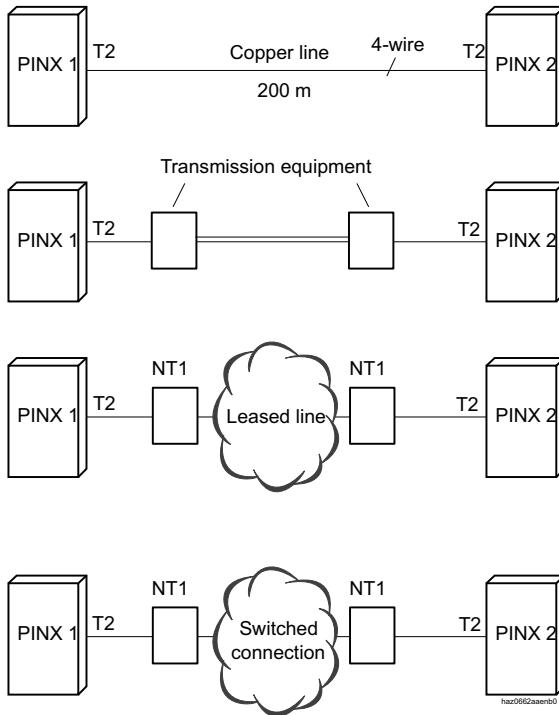 PINX 1 T2 Copper line 4-wire T2 PINX 2
200 m
Transmission equipment
PINX 1 T2 T2 PINX 2
NT1 NT1
PINX 1 T2 Leased line T2 PINX 2
NT1 NT1
PINX 1 T2 Switched T2 PINX 2
connection
haz0662aaenb0